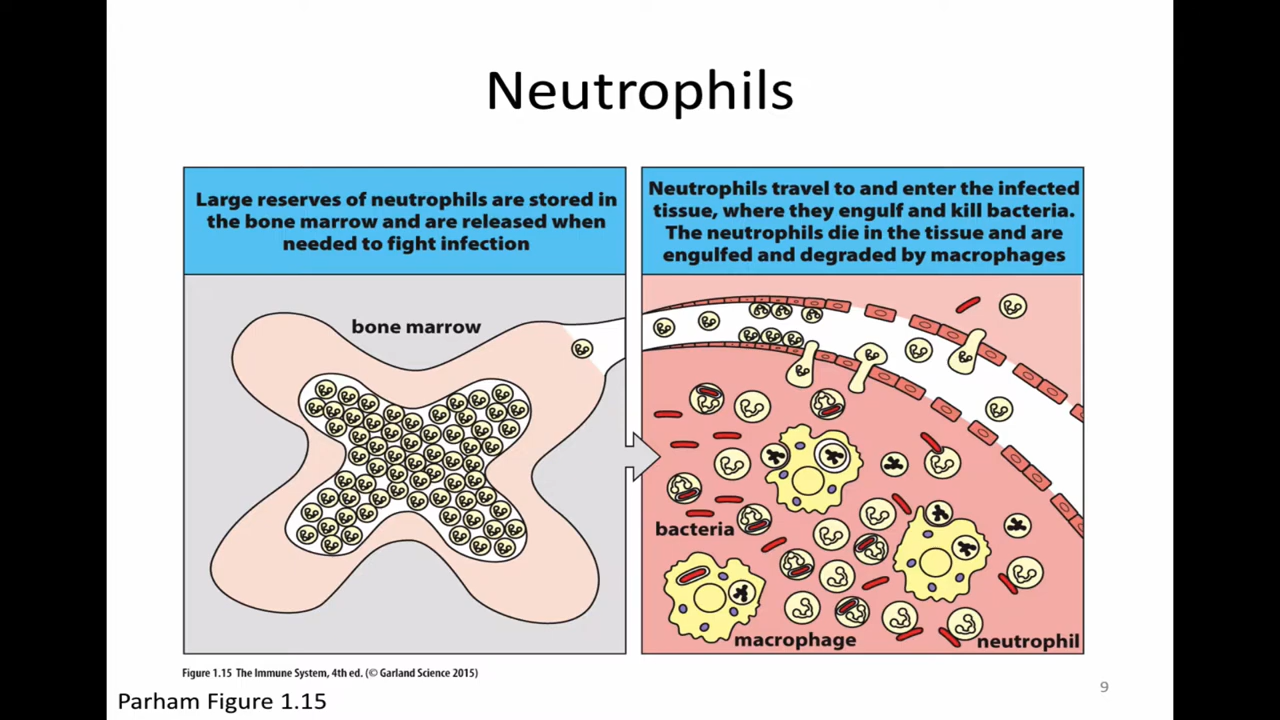 Neutrophils
Large reserves of neutrophils are stored in
the bone marrow and are released when
needed to fight infection
Neutrophils travel to and enter the infected
tissue, where they engulf and kill bacteria.
The neutrophils die in the tissue and are
engulfed and degraded by macrophages
bone marrow
bacteria
macrophage
neutrophil
Figure 1.15 The Immune System, 4th ed. (© Garland Science 2015)
Parham Figure 1.15
9